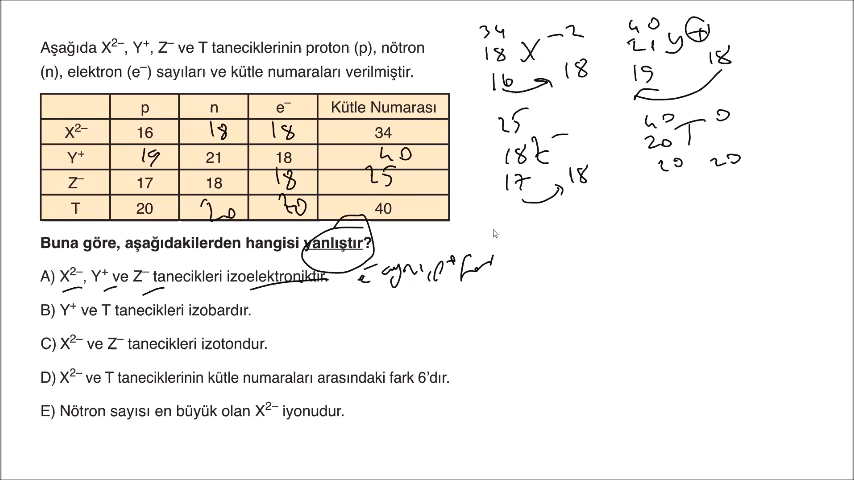 Aşağıda X²⁻, Y⁺, Z⁻ ve T taneciklerinin proton (p), nötron
(n), elektron (e⁻) sayıları ve kütle numaraları verilmiştir.
p n e⁻ Kütle Numarası
X²⁻ 16 18 18 34
Y⁺ 19 21 18 40
Z⁻ 17 18 18 25
T 20 20 20 40
Buna göre, aşağıdakilerden hangisi yanlıştır?
A) X²⁻, Y⁺ ve Z⁻ tanecikleri izoelektroniktir. e⁻ aynı, p⁺ farklı
B) Y⁺ ve T tanecikleri izobardır.
C) X²⁻ ve Z⁻ tanecikleri izotondur.
D) X²⁻ ve T taneciklerinin kütle numaraları arasındaki fark 6'dır.
E) Nötron sayısı en büyük olan X²⁻ iyonudur.
34
18 X -2
16 18
40
21 Y +
19 18
25
18 Z -
17 18
40 0
20 T
20 20